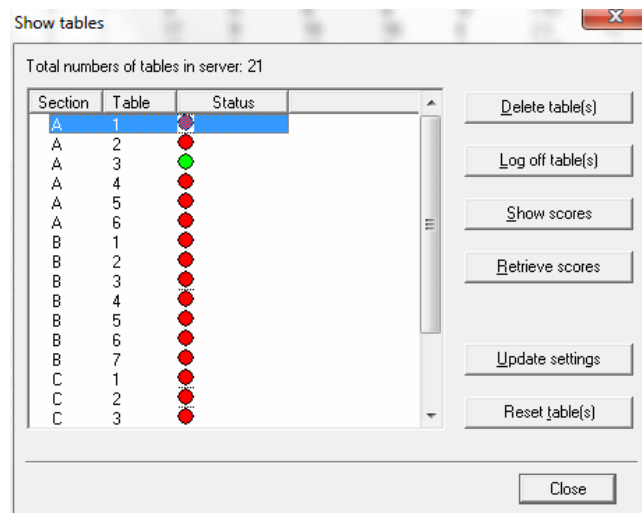 Show tables
Total numbers of tables in server: 21
Section Table Status
A 1
A 2
A 3
A 4
A 5
A 6
B 1
B 2
B 3
B 4
B 5
B 6
B 7
C 1
C 2
C 3
Delete table(s)
Log off table(s)
Show scores
Retrieve scores
Update settings
Reset table(s)
Close